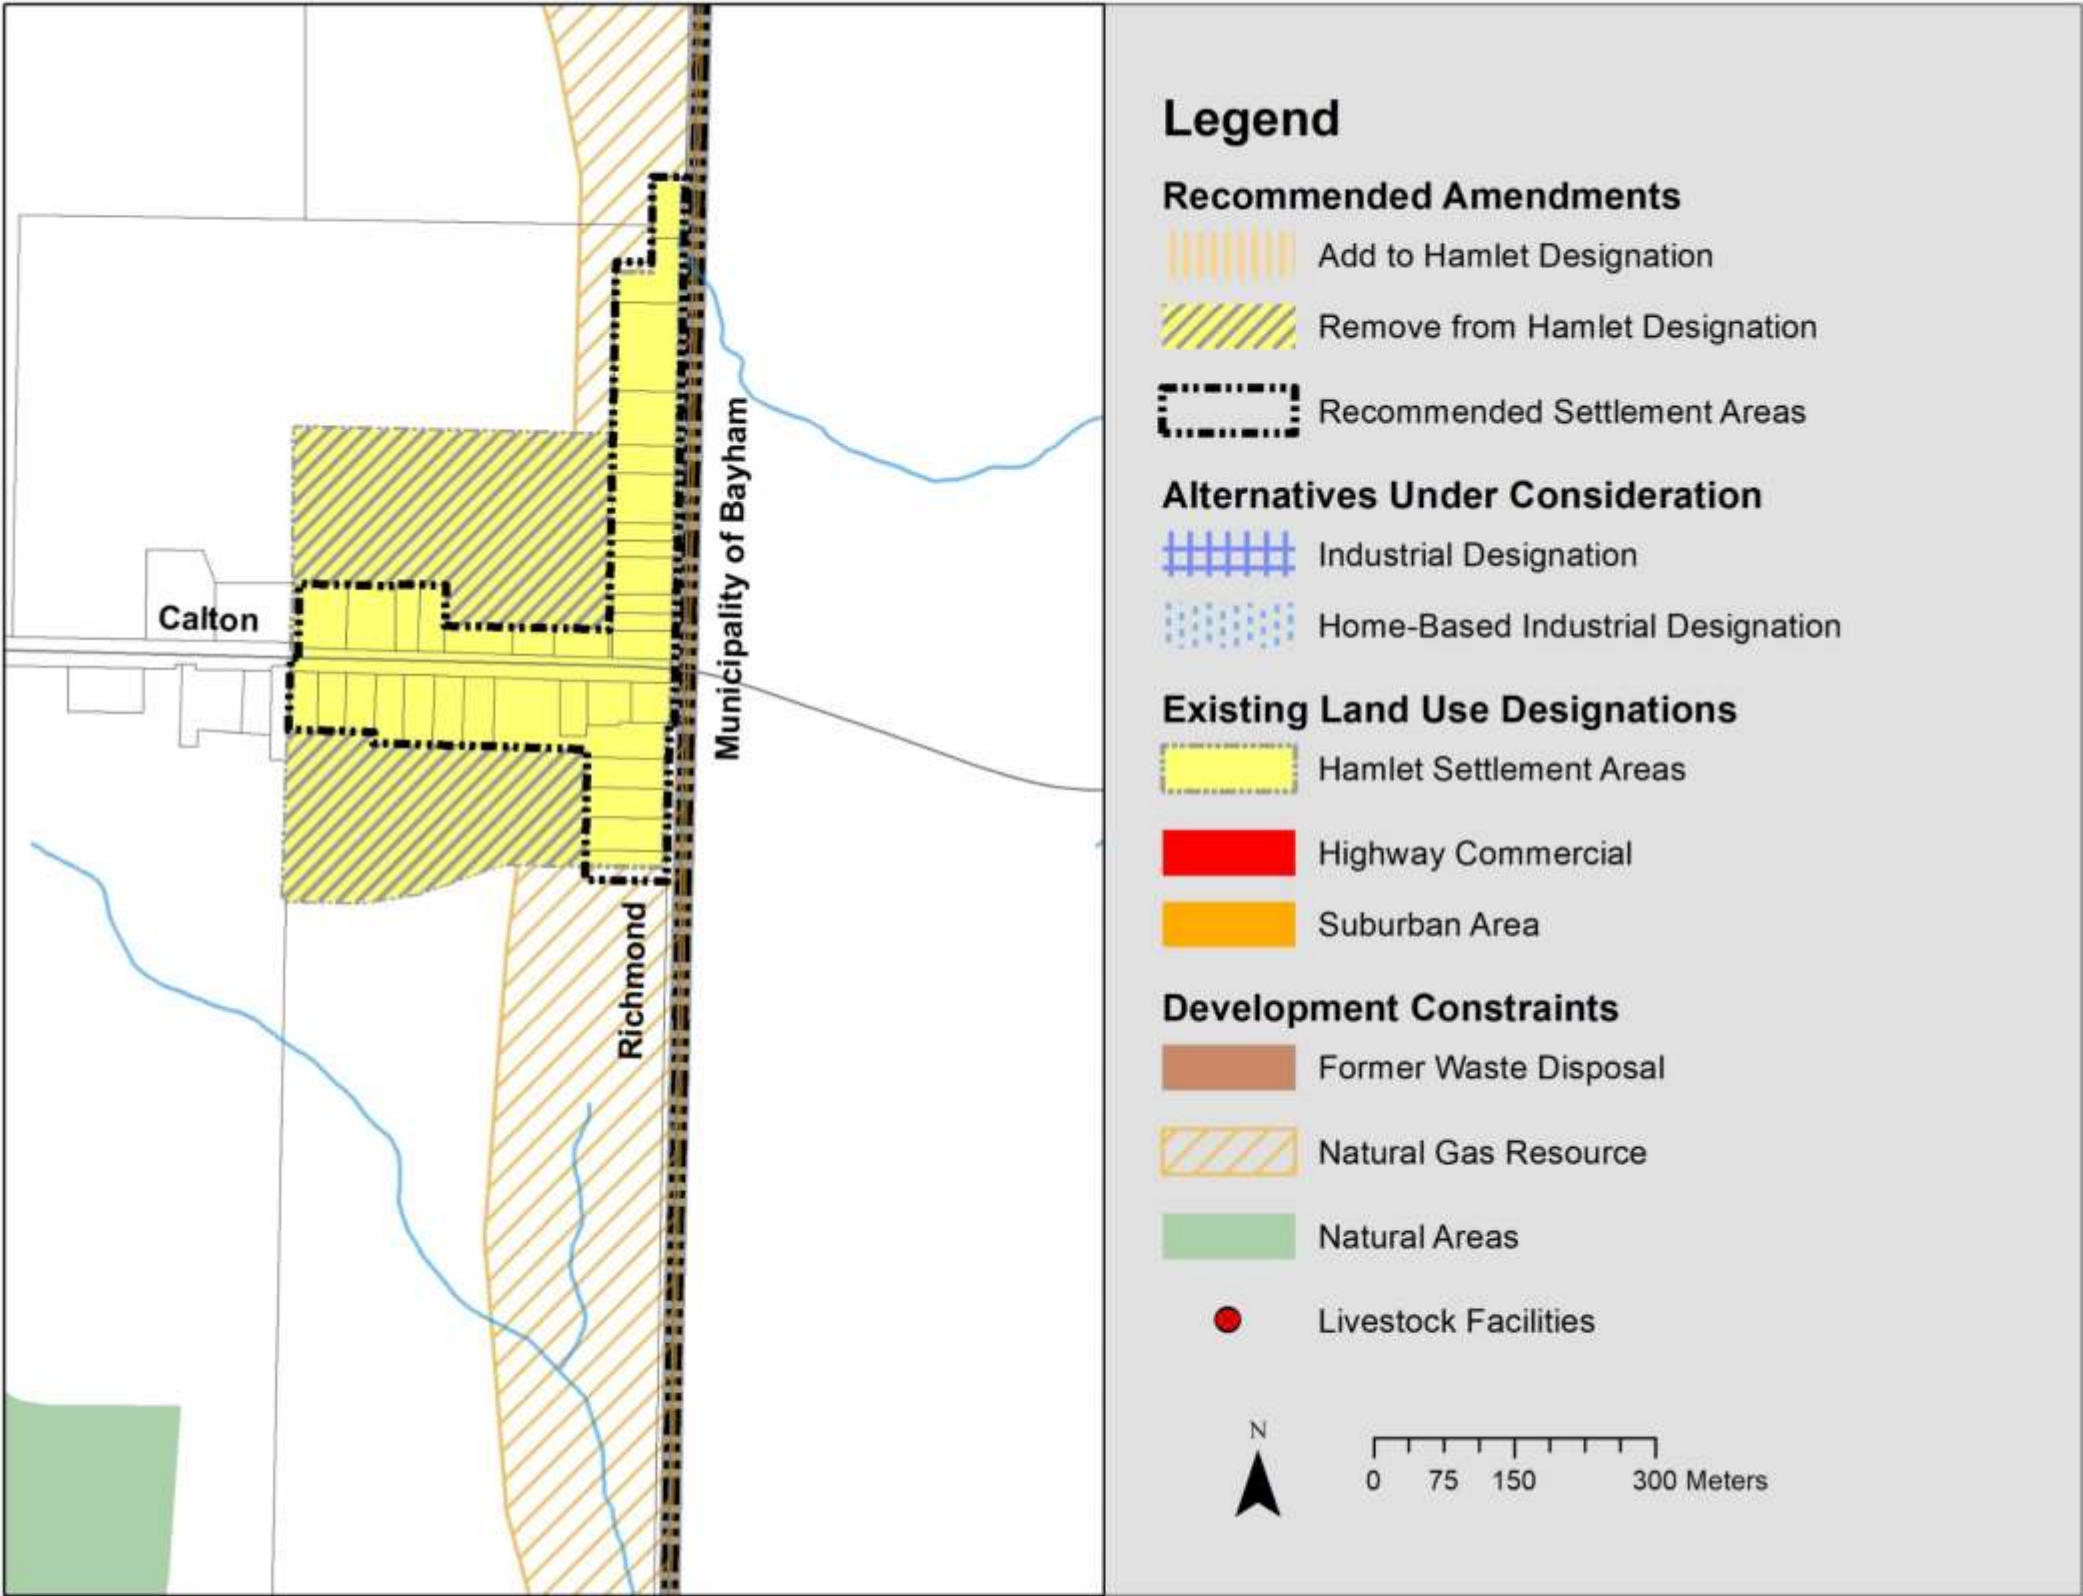 Calton
Municipality of Bayham
Richmond
Legend
Recommended Amendments
Add to Hamlet Designation
Remove from Hamlet Designation
Recommended Settlement Areas
Alternatives Under Consideration
Industrial Designation
Home-Based Industrial Designation
Existing Land Use Designations
Hamlet Settlement Areas
Highway Commercial
Suburban Area
Development Constraints
Former Waste Disposal
Natural Gas Resource
Natural Areas
Livestock Facilities
N
0 75 150 300 Meters